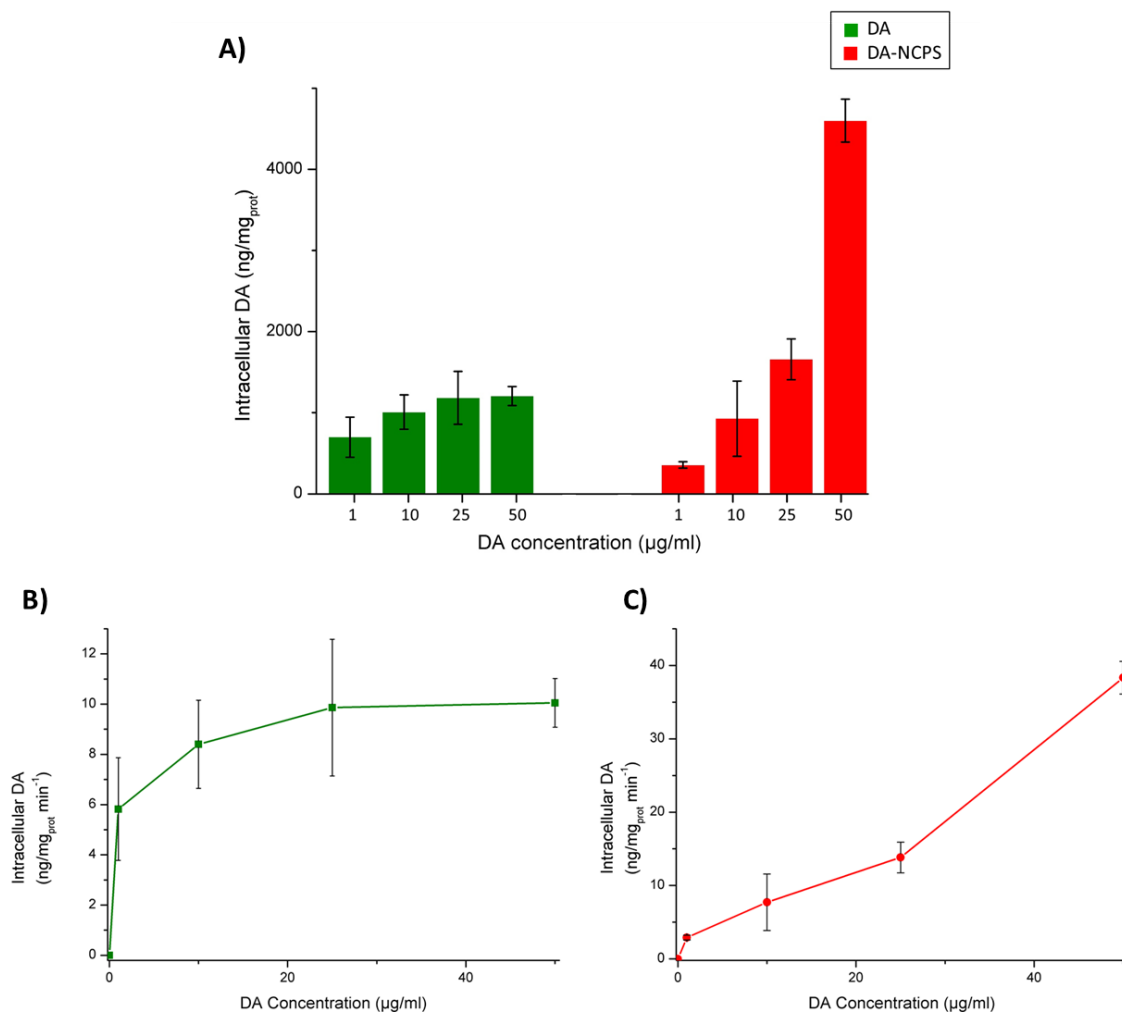 A)
DA
DA-NCPS
Intracellular DA (ng/mg_prot)
4000
2000
0
1 10 25 50 1 10 25 50
DA concentration (µg/ml)
B)
Intracellular DA
(ng/mg_prot min⁻¹)
12
10
8
6
4
2
0
0 20 40
DA Concentration (µg/ml)
C)
Intracellular DA
(ng/mg_prot min⁻¹)
40
30
20
10
0
0 20 40
DA Concentration (µg/ml)